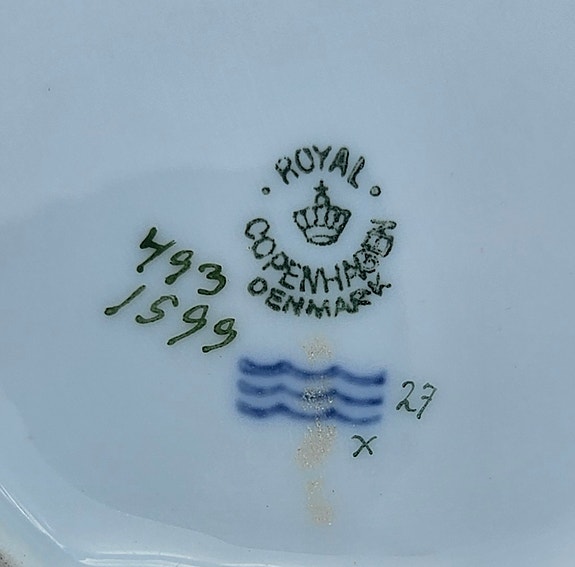 ROYAL
COPENHAGEN
DENMARK
493
1599
27
x